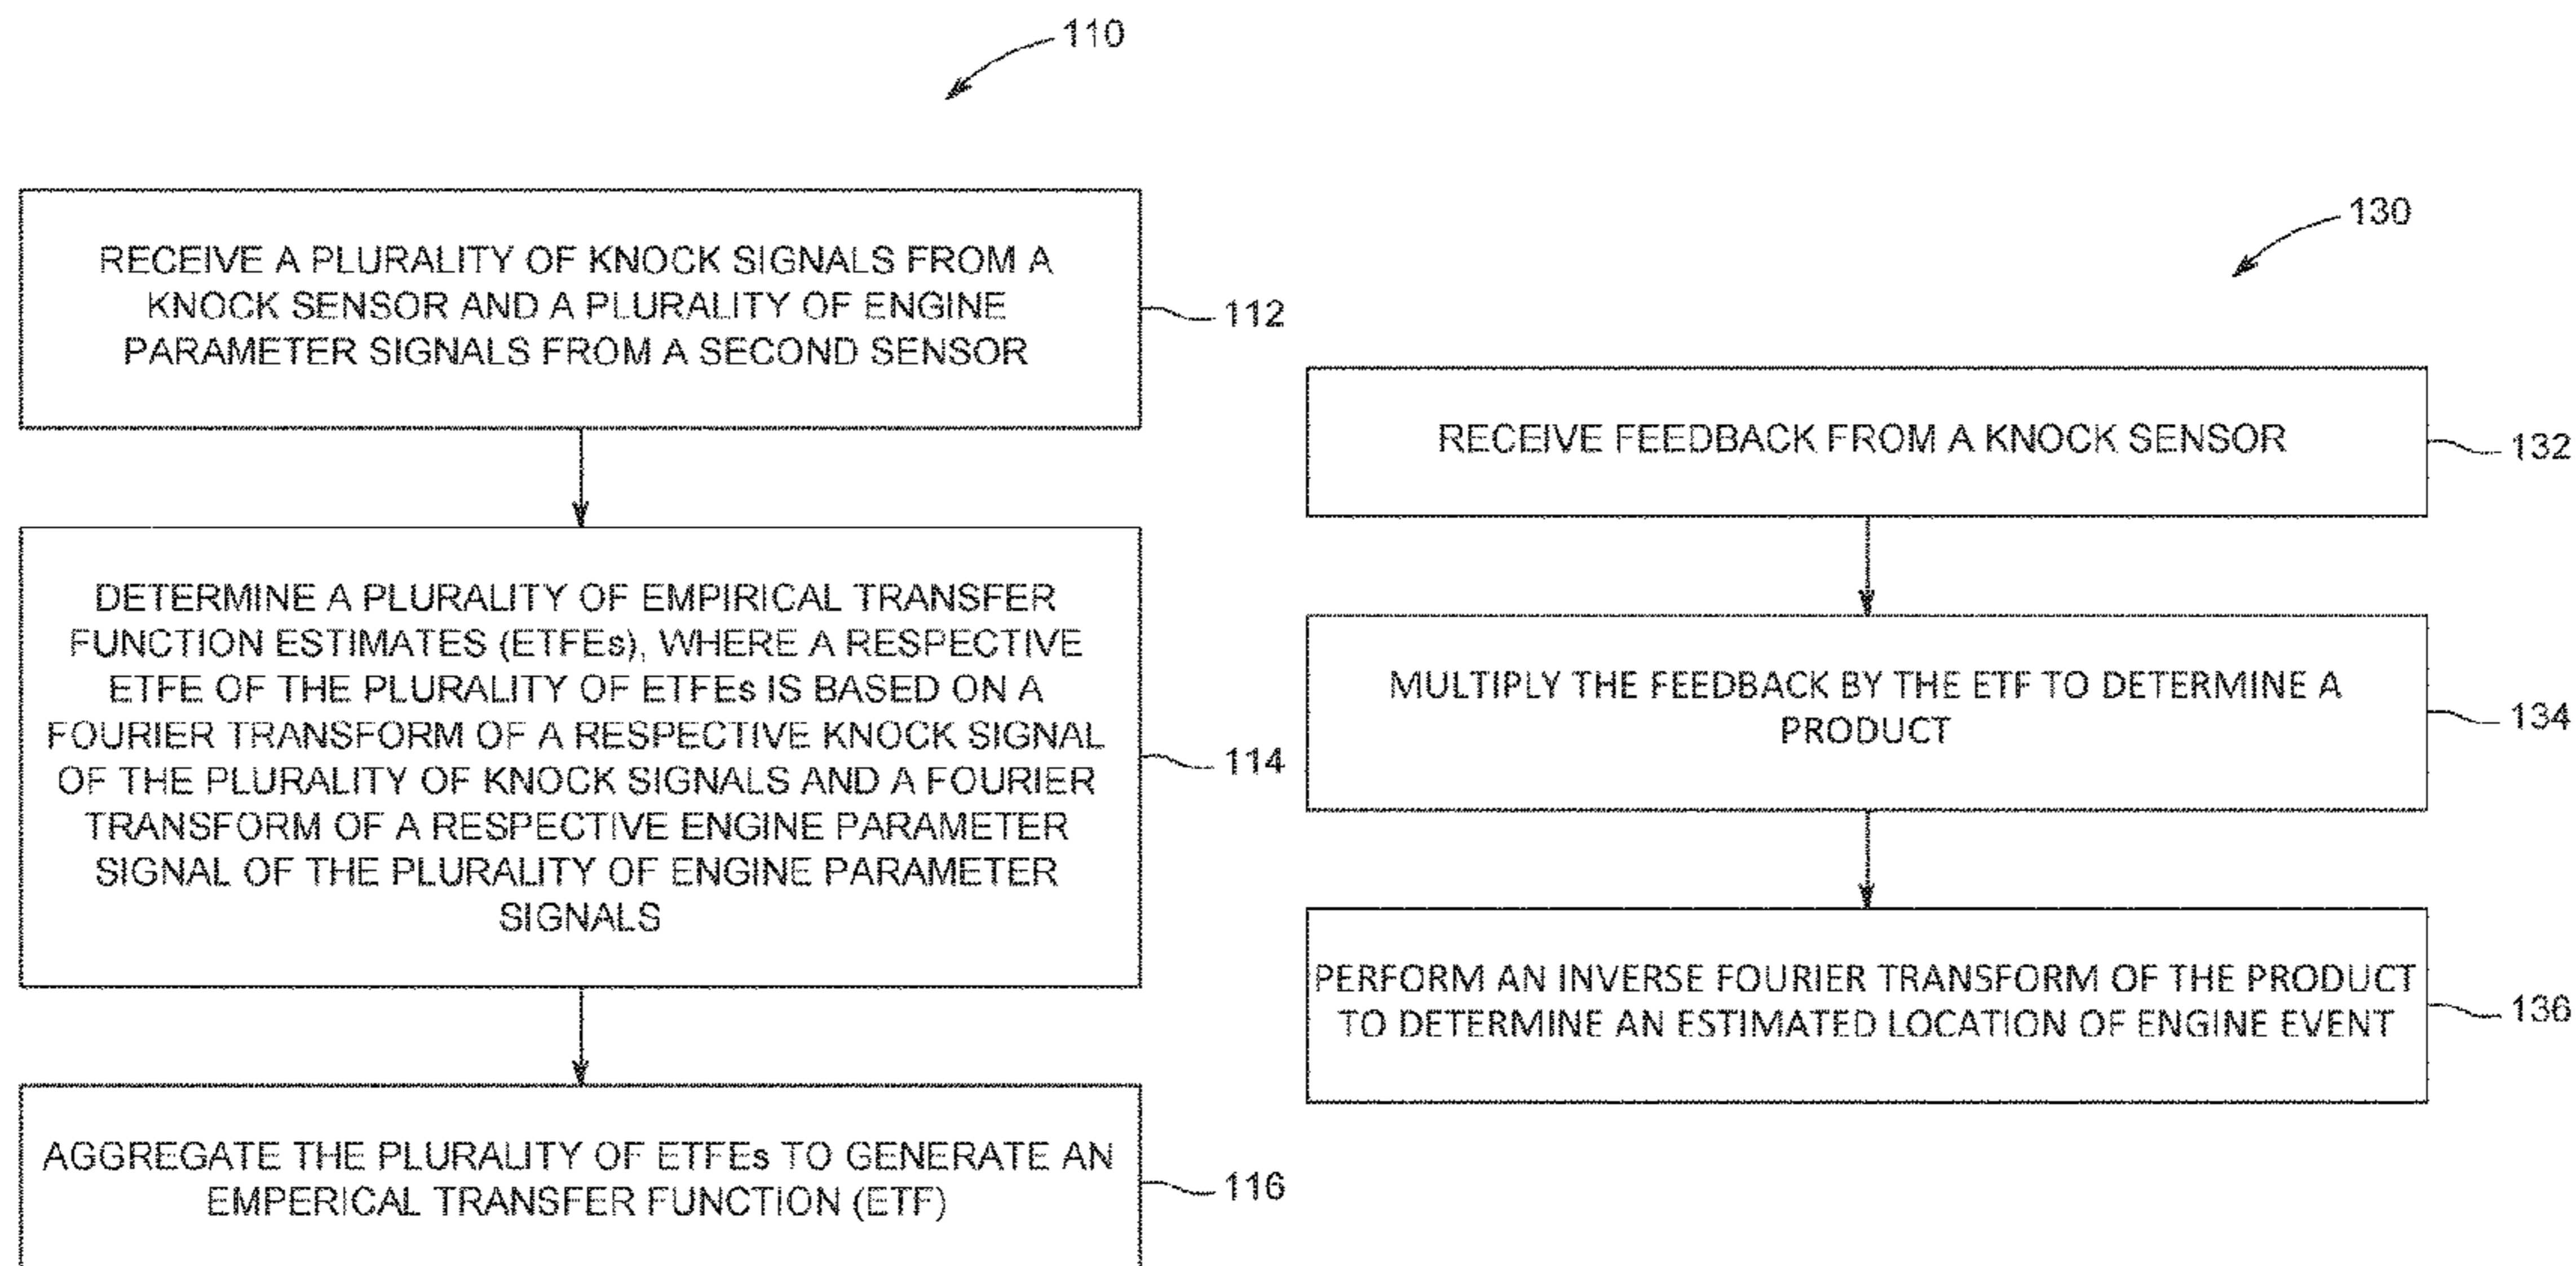 110
RECEIVE A PLURALITY OF KNOCK SIGNALS FROM A
KNOCK SENSOR AND A PLURALITY OF ENGINE
PARAMETER SIGNALS FROM A SECOND SENSOR
112
DETERMINE A PLURALITY OF EMPIRICAL TRANSFER
FUNCTION ESTIMATES (ETFEs), WHERE A RESPECTIVE
ETFE OF THE PLURALITY OF ETFEs IS BASED ON A
FOURIER TRANSFORM OF A RESPECTIVE KNOCK SIGNAL
OF THE PLURALITY OF KNOCK SIGNALS AND A FOURIER
TRANSFORM OF A RESPECTIVE ENGINE PARAMETER
SIGNAL OF THE PLURALITY OF ENGINE PARAMETER
SIGNALS
114
AGGREGATE THE PLURALITY OF ETFEs TO GENERATE AN
EMPERICAL TRANSFER FUNCTION (ETF)
116
130
RECEIVE FEEDBACK FROM A KNOCK SENSOR
132
MULTIPLY THE FEEDBACK BY THE ETF TO DETERMINE A
PRODUCT
134
PERFORM AN INVERSE FOURIER TRANSFORM OF THE PRODUCT
TO DETERMINE AN ESTIMATED LOCATION OF ENGINE EVENT
136